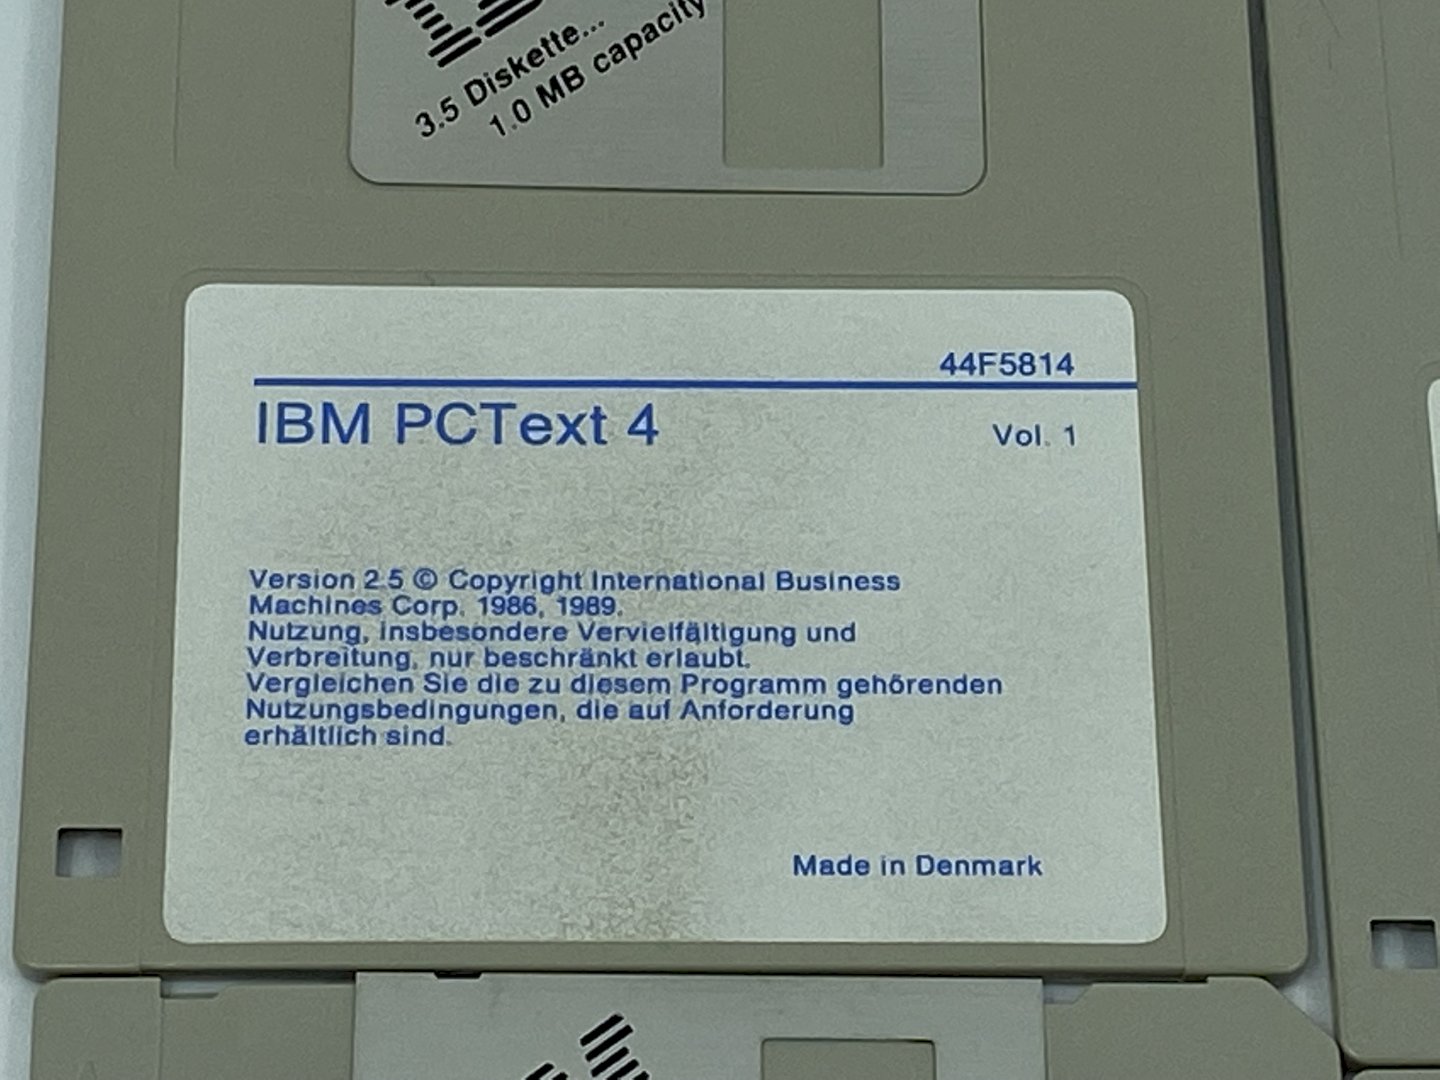 3.5 Diskette...
1.0 MB capacity
44F5814
IBM PCText 4
Vol. 1
Version 2.5 © Copyright International Business
Machines Corp. 1986, 1989.
Nutzung, insbesondere Vervielfältigung und
Verbreitung, nur beschränkt erlaubt.
Vergleichen Sie die zu diesem Programm gehörenden
Nutzungsbedingungen, die auf Anforderung
erhältlich sind.
Made in Denmark